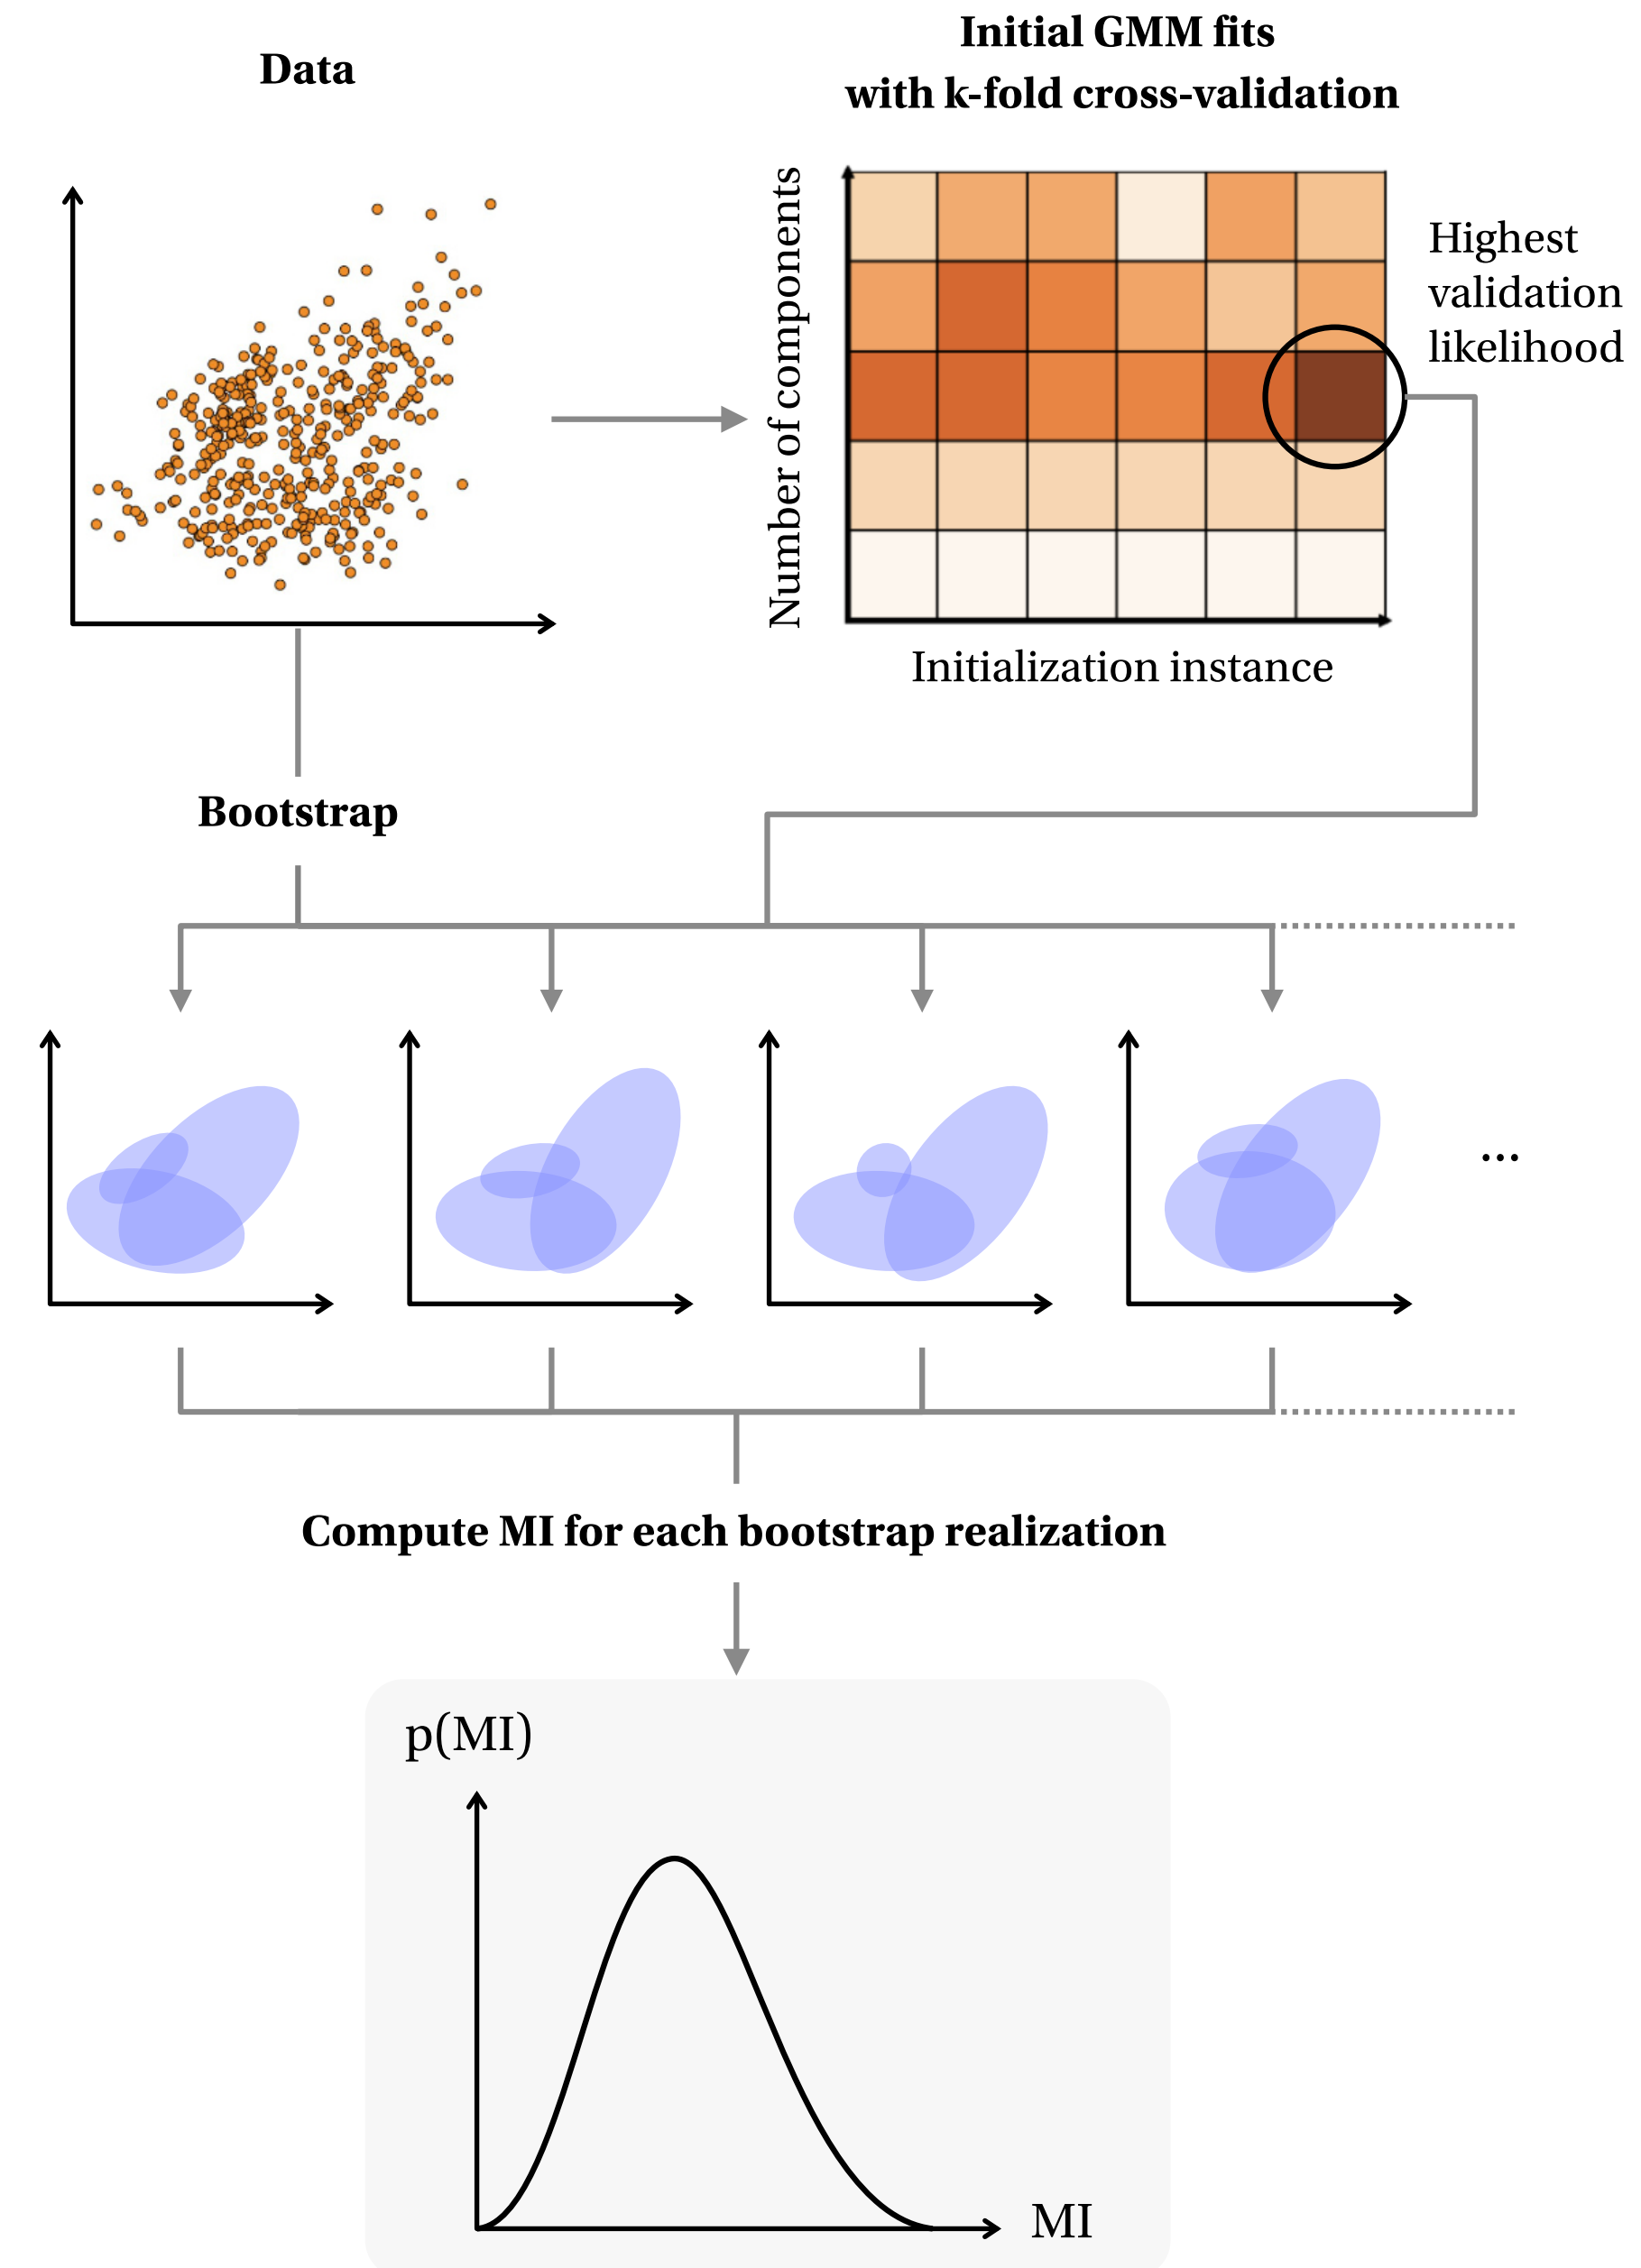 Data
Initial GMM fits
with k-fold cross-validation
Number of components
Highest
validation
likelihood
Initialization instance
Bootstrap
...
Compute MI for each bootstrap realization
p(MI)
MI